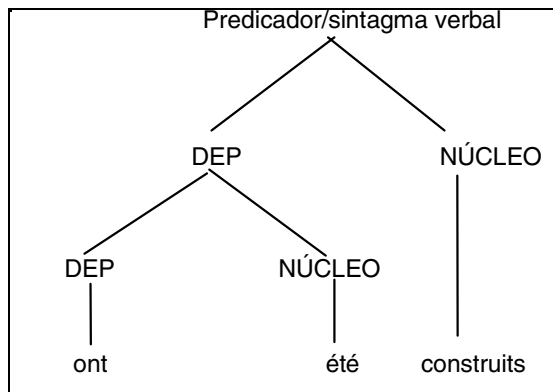 Predicador/sintagma verbal
DEP NÚCLEO
DEP NÚCLEO
ont été construits